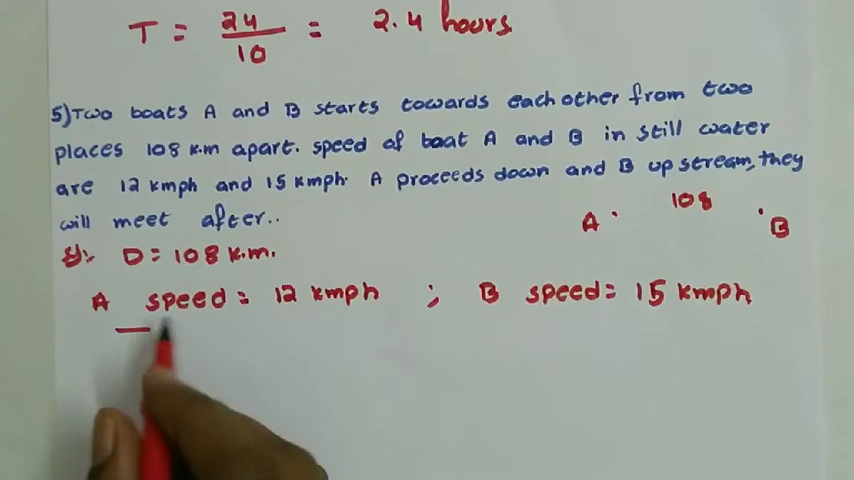 T = 24/10 = 2.4 hours
5) Two boats A and B starts towards each other from two
places 108 k.m apart. speed of boat A and B in still water
are 12 kmph and 15 kmph. A proceeds down and B up stream, they
will meet after..
A . 108 . B
Sol:- D = 108 k.m.
A speed = 12 kmph ; B speed = 15 kmph